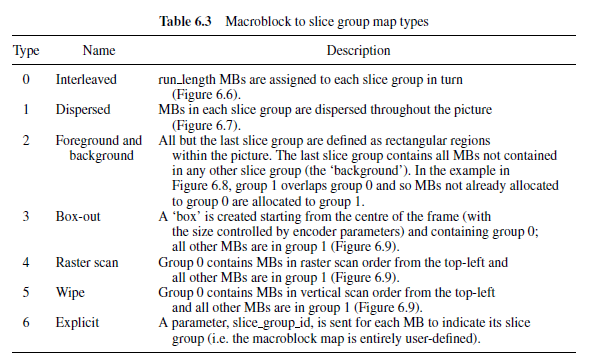 Table 6.3 Macroblock to slice group map types
Type Name Description
0 Interleaved run_length MBs are assigned to each slice group in turn
(Figure 6.6).
1 Dispersed MBs in each slice group are dispersed throughout the picture
(Figure 6.7).
2 Foreground and All but the last slice group are defined as rectangular regions
background within the picture. The last slice group contains all MBs not contained
in any other slice group (the ‘background’). In the example in
Figure 6.8, group 1 overlaps group 0 and so MBs not already allocated
to group 0 are allocated to group 1.
3 Box-out A ‘box’ is created starting from the centre of the frame (with
the size controlled by encoder parameters) and containing group 0;
all other MBs are in group 1 (Figure 6.9).
4 Raster scan Group 0 contains MBs in raster scan order from the top-left and
all other MBs are in group 1 (Figure 6.9).
5 Wipe Group 0 contains MBs in vertical scan order from the top-left
and all other MBs are in group 1 (Figure 6.9).
6 Explicit A parameter, slice_group_id, is sent for each MB to indicate its slice
group (i.e. the macroblock map is entirely user-defined).